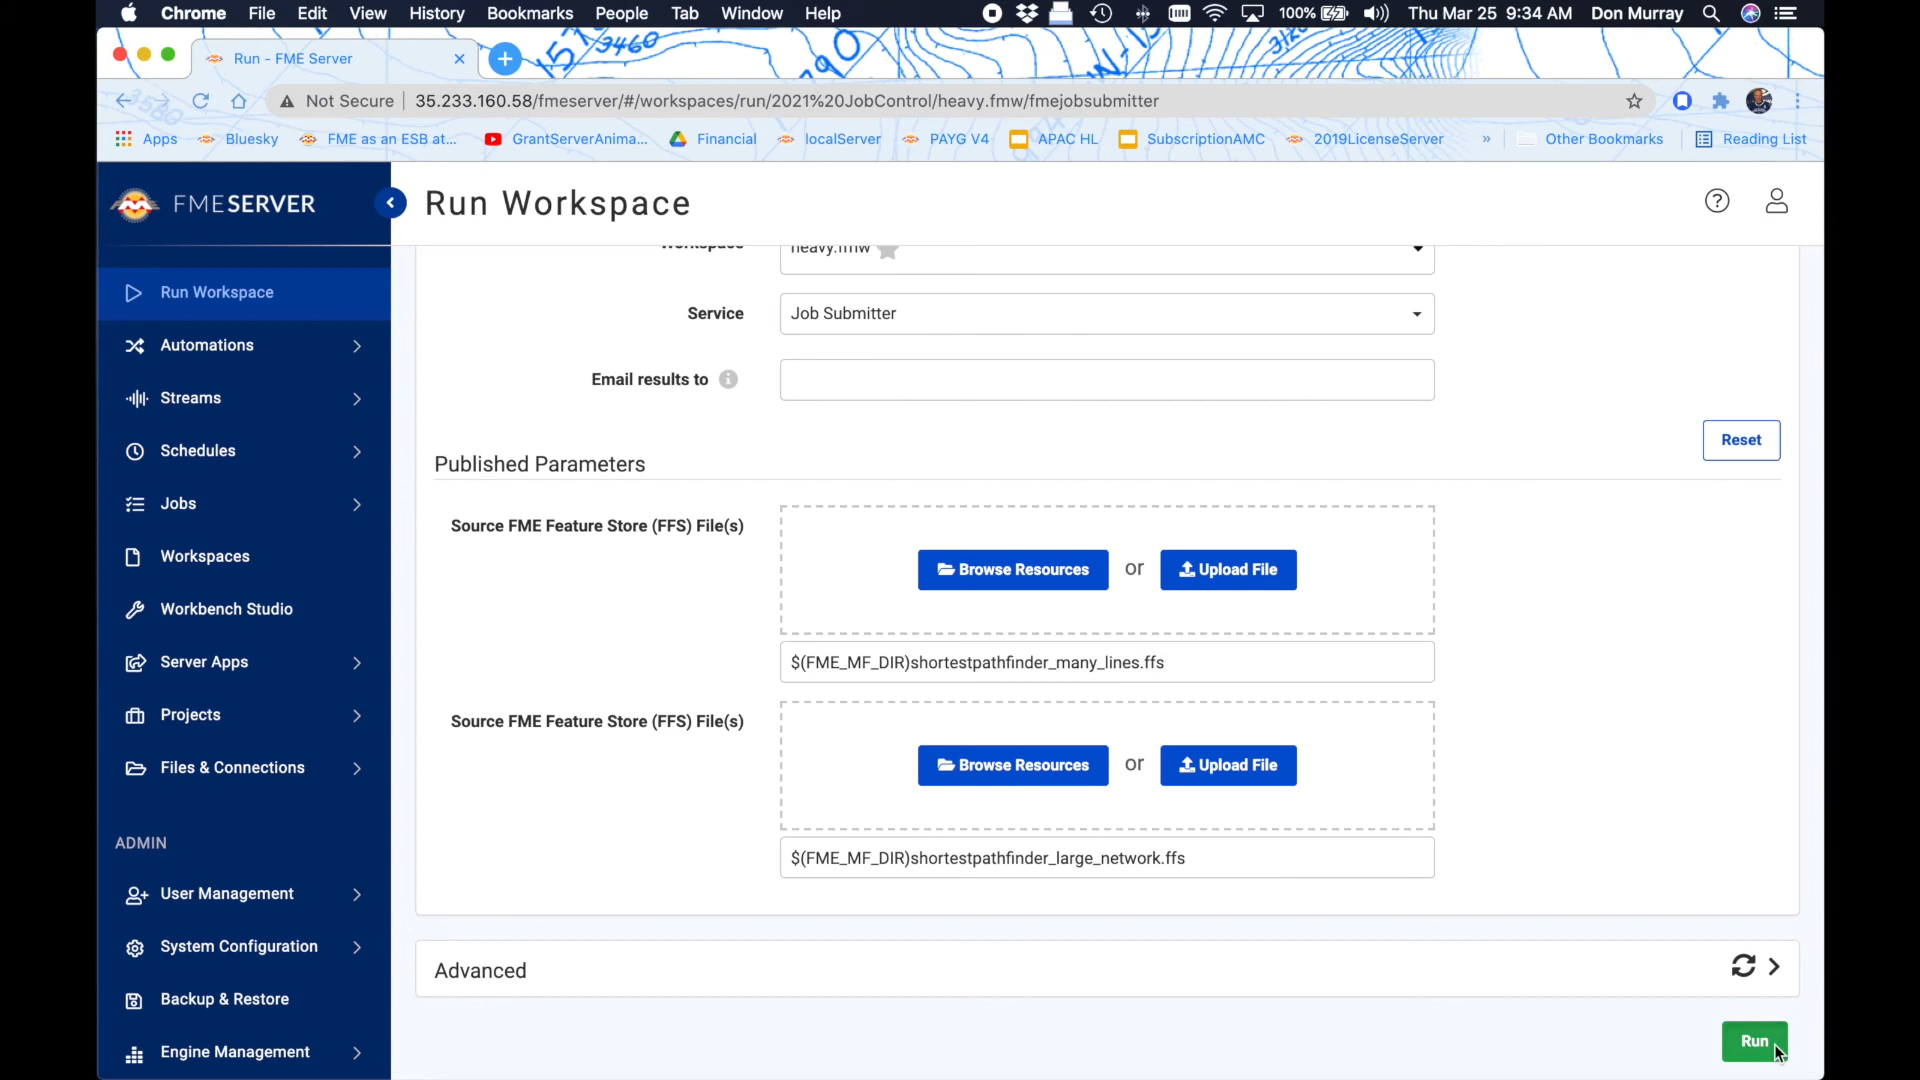 Chrome File Edit View History Bookmarks People Tab Window Help 100% Thu Mar 25 9:34 AM Don Murray
Run - FME Server
Not Secure 35.233.160.58/fmeserver/#/workspaces/run/2021%20JobControl/heavy.fmw/fmejobsubmitter
Apps Bluesky FME as an ESB at... GrantServerAnima... Financial localServer PAYG V4 APAC HL SubscriptionAMC 2019LicenseServer » Other Bookmarks Reading List
FMESERVER
Run Workspace
Workspace heavy.fmw
Run Workspace
Service Job Submitter
Automations
Email results to
Streams
Reset
Schedules
Published Parameters
Jobs
Source FME Feature Store (FFS) File(s)
Workspaces
Browse Resources or Upload File
Workbench Studio
Server Apps
$(FME_MF_DIR)shortestpathfinder_many_lines.ffs
Projects
Source FME Feature Store (FFS) File(s)
Files & Connections
Browse Resources or Upload File
ADMIN
$(FME_MF_DIR)shortestpathfinder_large_network.ffs
User Management
System Configuration
Advanced
Backup & Restore
Engine Management
Run